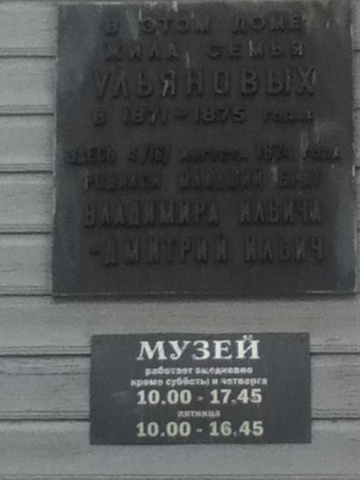 В ЭТОМ ДОМЕ
ЖИЛА СЕМЬЯ
УЛЬЯНОВЫХ
В 1871-1875 годах
ЗДЕСЬ 4/16/ августа 1874 года
РОДИЛСЯ МЛАДШИЙ БРАТ
ВЛАДИМИРА ИЛЬИЧА
-ДМИТРИЙ ИЛЬИЧ
МУЗЕЙ
работает ежедневно
кроме субботы и четверга
10.00 - 17.45
пятница
10.00 - 16.45